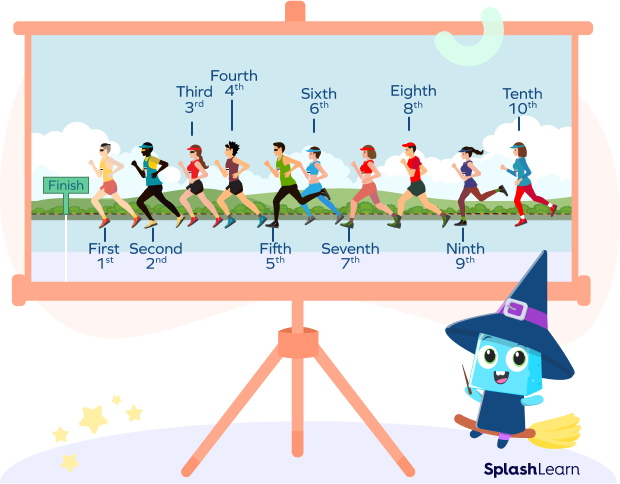 Fourth
4th
Third
3rd
Sixth
6th
Eighth
8th
Tenth
10th
Finish
First
1st
Second
2nd
Fifth
5th
Seventh
7th
Ninth
9th
SplashLearn